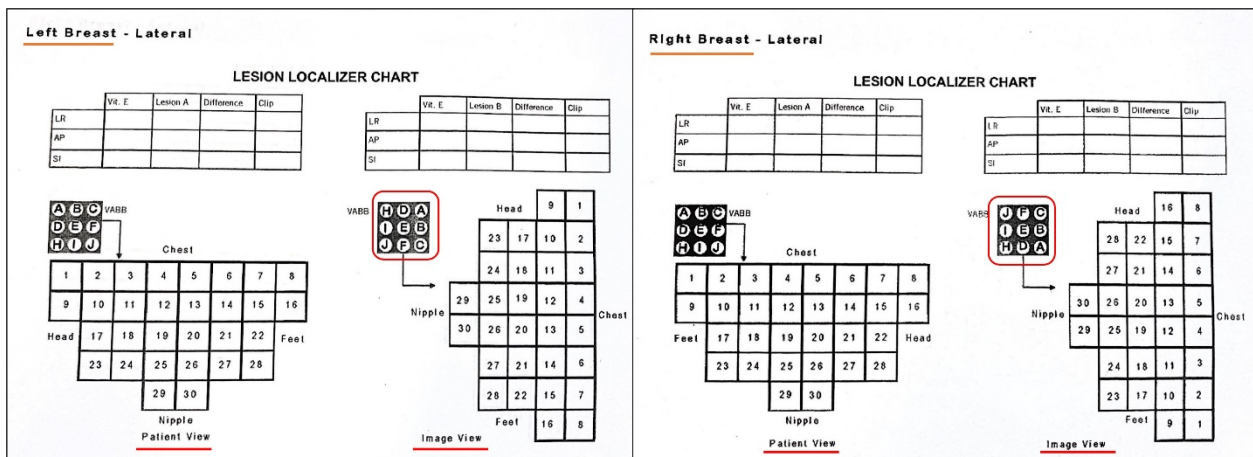 Left Breast - Lateral
LESION LOCALIZER CHART
Vit. E Lesion A Difference Clip
LR
AP
SI
Vit. E Lesion B Difference Clip
LR
AP
SI
A B C
D E F
H I J
VABB
Chest
1 2 3 4 5 6 7 8
9 10 11 12 13 14 15 16
Head 17 18 19 20 21 22 Feet
23 24 25 26 27 28
29 30
Nipple
Patient View
VABB
H D A
I E B
J F C
Head
9 1
23 17 10 2
24 18 11 3
29 25 19 12 4
Nipple Chest
30 26 20 13 5
27 21 14 6
28 22 15 7
Feet 16 8
Image View
Right Breast - Lateral
LESION LOCALIZER CHART
Vit. E Lesion A Difference Clip
LR
AP
SI
Vit. E Lesion B Difference Clip
LR
AP
SI
A B C
D E F
H I J
VABB
Chest
1 2 3 4 5 6 7 8
9 10 11 12 13 14 15 16
Feet 17 18 19 20 21 22 Head
23 24 25 26 27 28
29 30
Nipple
Patient View
VABB
J F C
I E B
H D A
Head
16 8
28 22 15 7
27 21 14 6
30 26 20 13 5
Nipple Chest
29 25 19 12 4
24 18 11 3
23 17 10 2
Feet 9 1
Image View